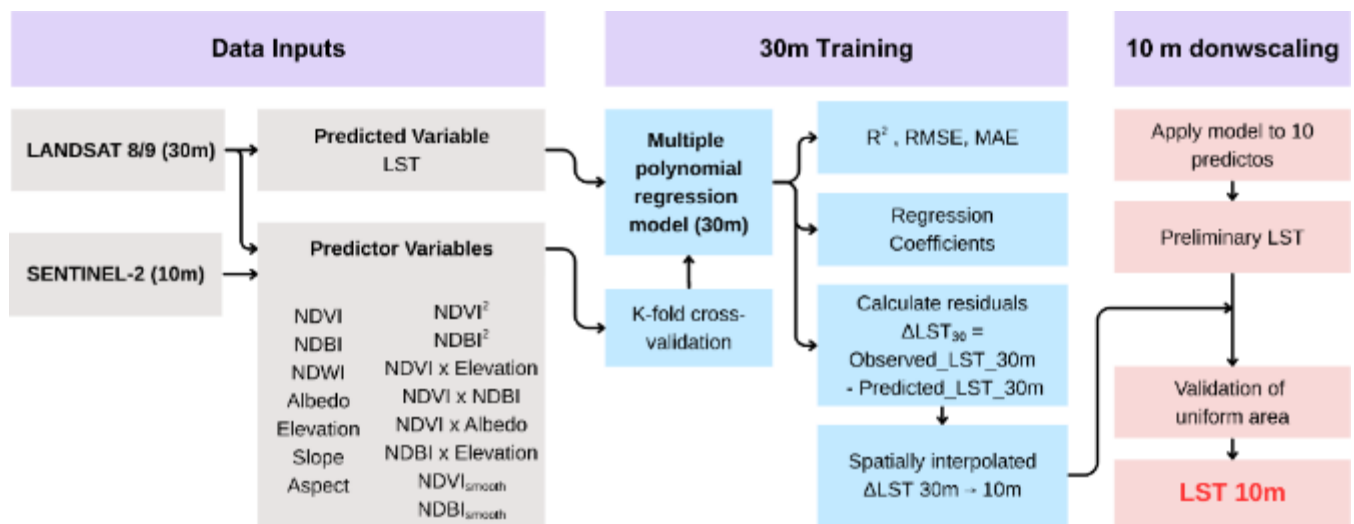 Data Inputs
30m Training
10 m donwscaling
LANDSAT 8/9 (30m)
SENTINEL-2 (10m)
Predicted Variable
LST
Predictor Variables
NDVI
NDBI
NDWI
Albedo
Elevation
Slope
Aspect
NDVI²
NDBI²
NDVI x Elevation
NDVI x NDBI
NDVI x Albedo
NDBI x Elevation
NDVIsmooth
NDBIsmooth
Multiple
polynomial
regression
model (30m)
K-fold cross-
validation
R², RMSE, MAE
Regression
Coefficients
Calculate residuals
ΔLST₃₀ =
Observed_LST_30m
- Predicted_LST_30m
Spatially interpolated
ΔLST 30m → 10m
Apply model to 10
predictos
Preliminary LST
Validation of
uniform area
LST 10m